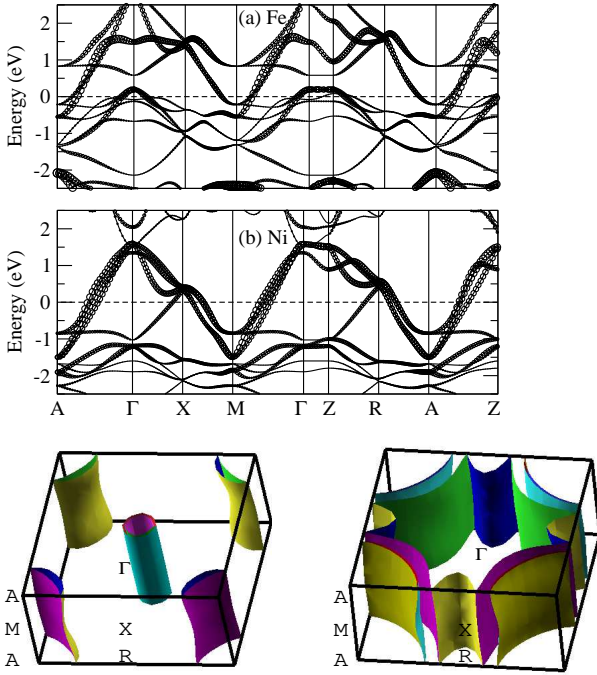 (a) Fe
Energy (eV)
2
1
0
-1
-2
(b) Ni
Energy (eV)
2
1
0
-1
-2
A Γ X M Γ Z R A Z
Γ
A
M X
A R
Γ
A
M X
A R